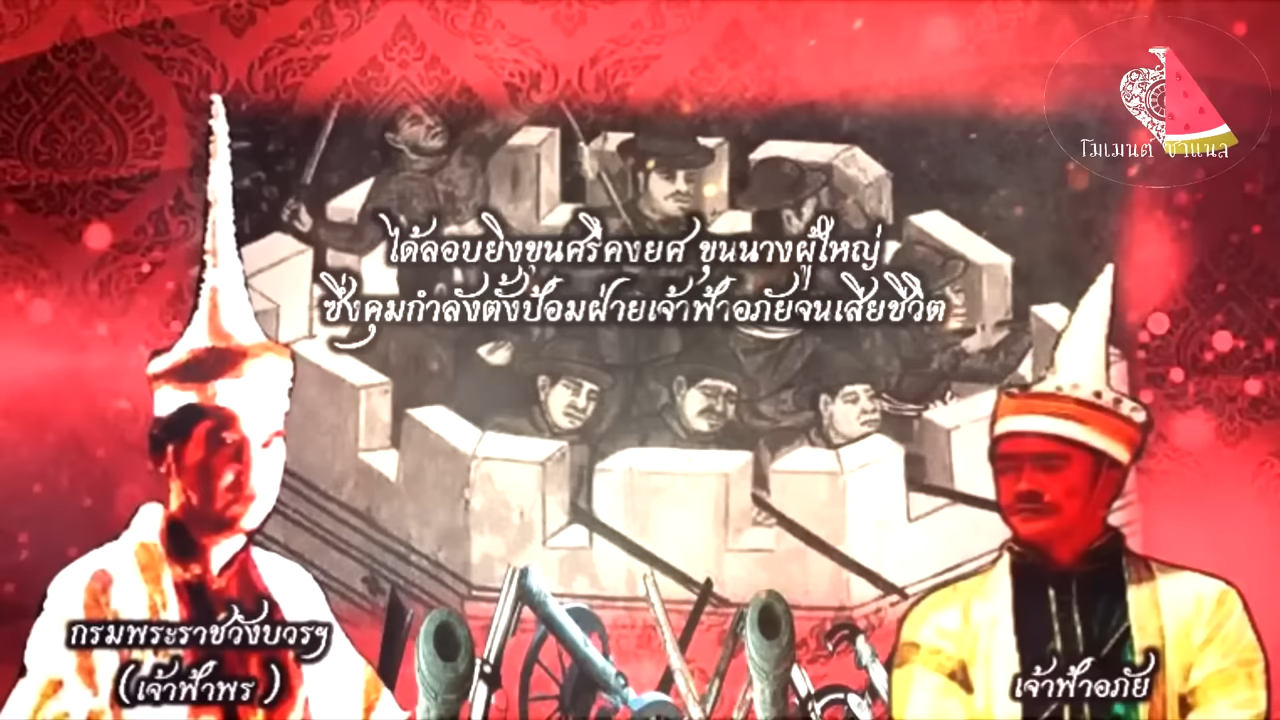 โมเมนต์ ชาแนล
ได้ลอบยิงขุนศรีคงยศ ขุนนางผู้ใหญ่
ซึ่งคุมกำลังตั้งป้อมฝ่ายเจ้าฟ้าอภัยจนเสียชีวิต
กรมพระราชวังบวรฯ
(เจ้าฟ้าพร )
เจ้าฟ้าอภัย